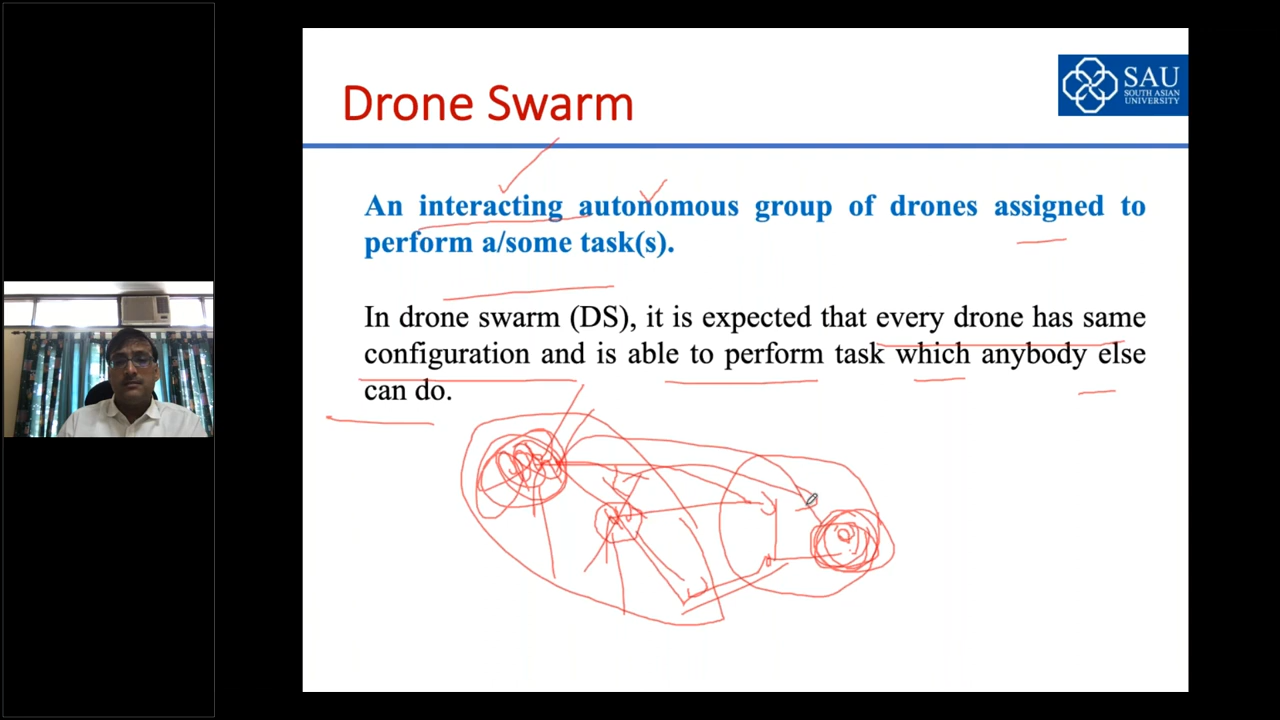 Drone Swarm
SAU
SOUTH ASIAN
UNIVERSITY
An interacting autonomous group of drones assigned to
perform a/some task(s).
In drone swarm (DS), it is expected that every drone has same
configuration and is able to perform task which anybody else
can do.